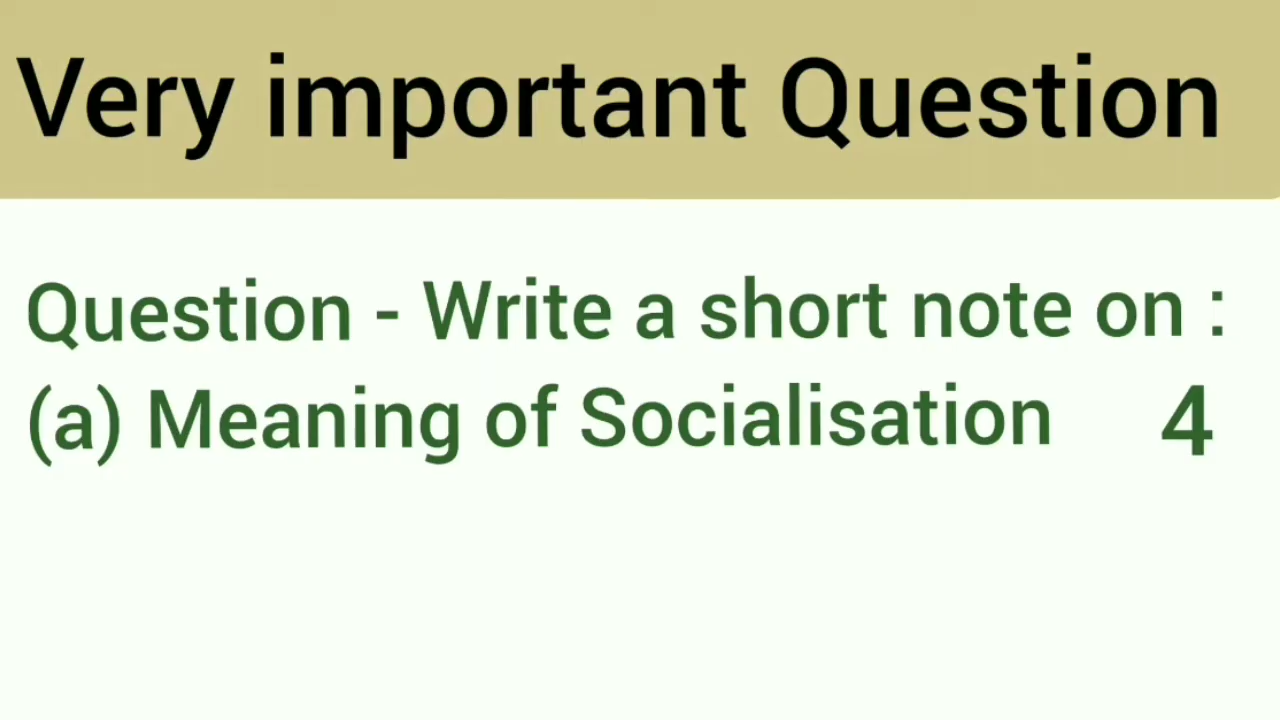 Very important Question
Question - Write a short note on :
(a) Meaning of Socialisation 4